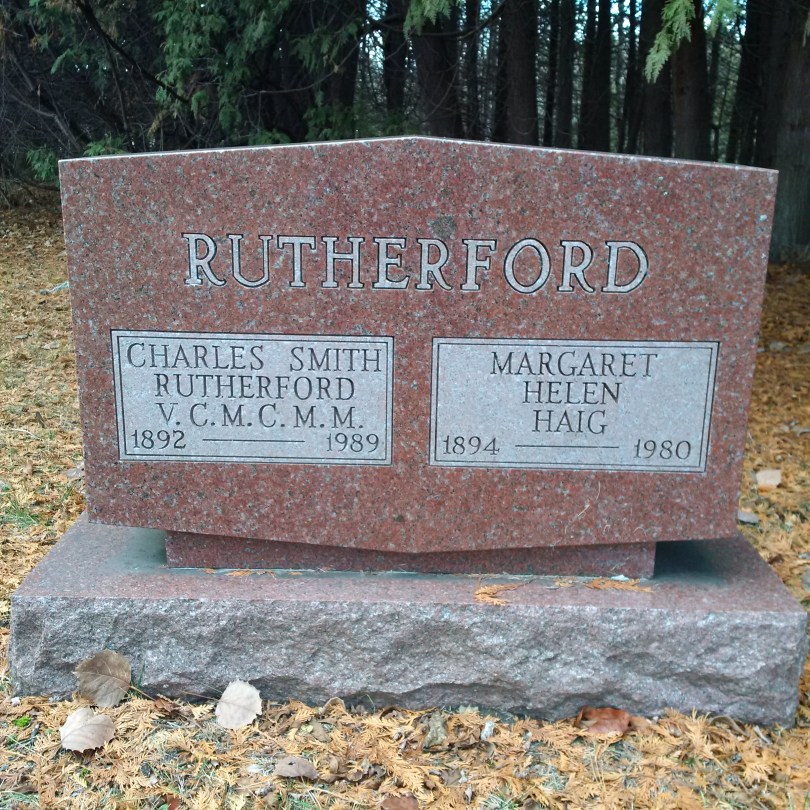 RUTHERFORD
CHARLES SMITH
RUTHERFORD
V.C.M.C.M.M.
1892 — 1989
MARGARET
HELEN
HAIG
1894 — 1980